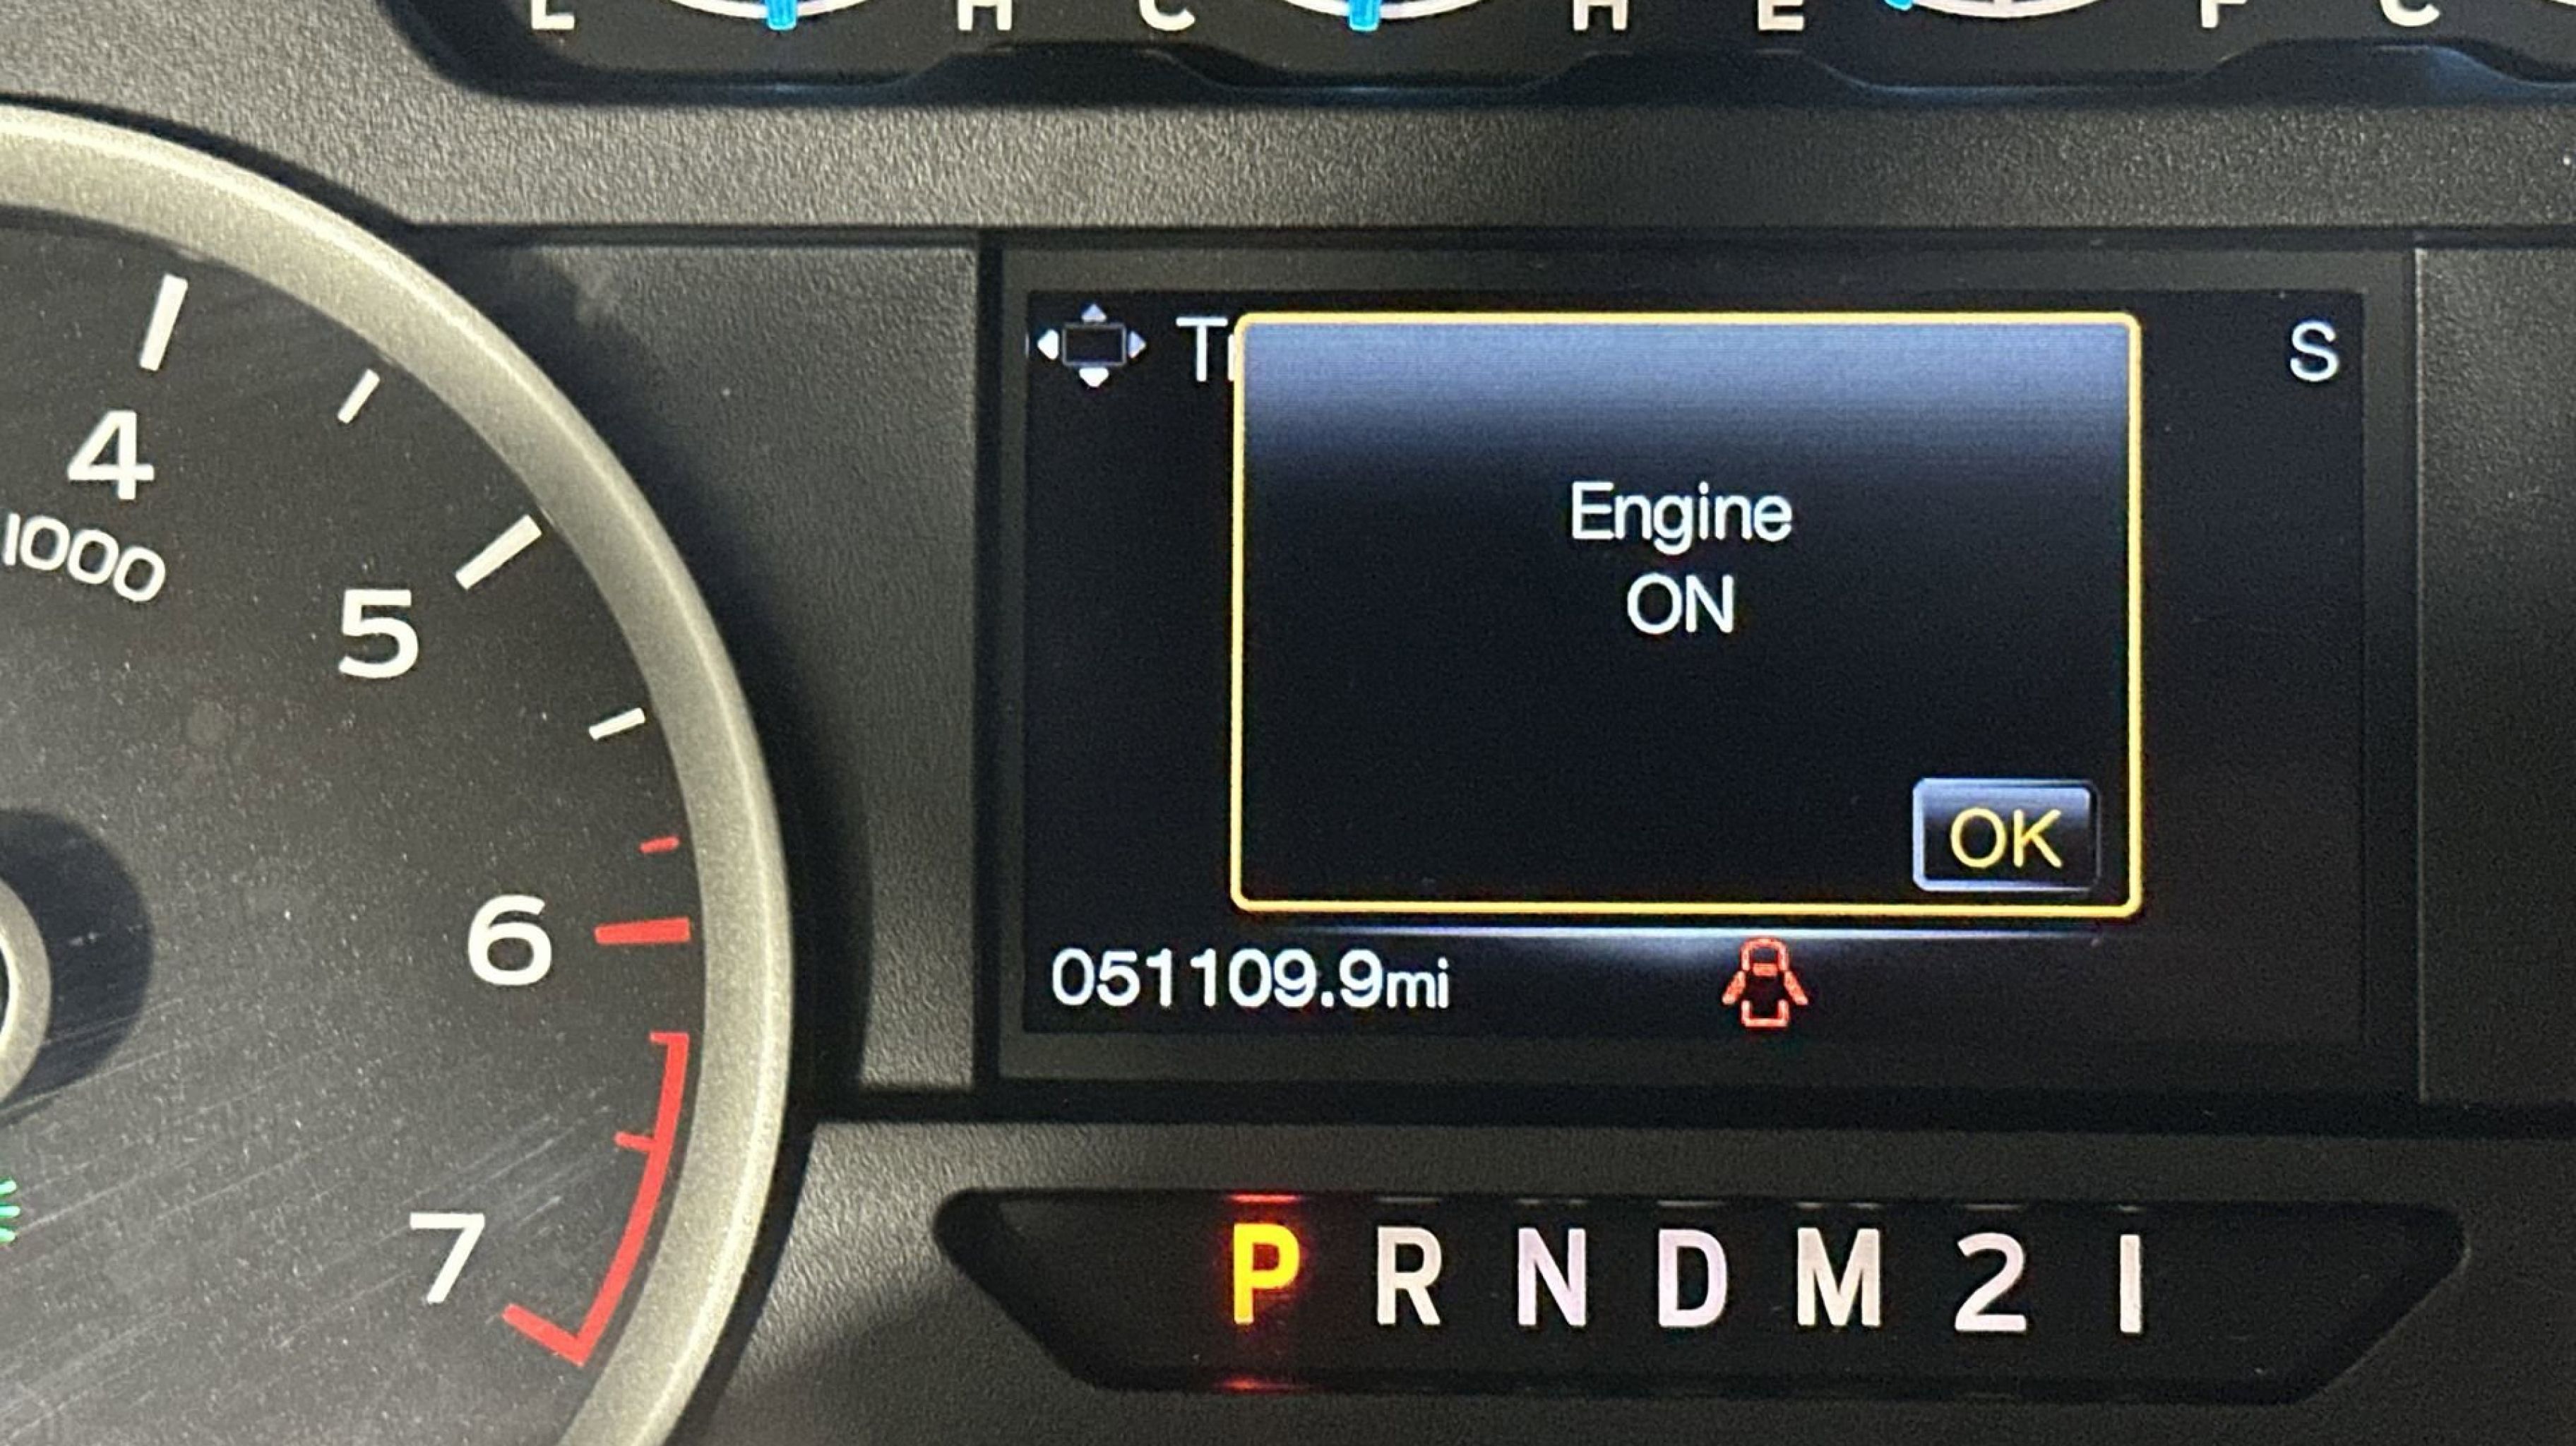 L H C H E F C
4
1000
5
6
7
S
Engine
ON
OK
051109.9mi
P R N D M 2 1